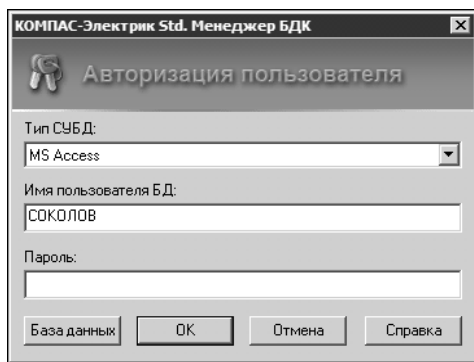 КОМПАС-Электрик Std. Менеджер БДК
Авторизация пользователя
Тип СУБД:
MS Access
Имя пользователя БД:
СОКОЛОВ
Пароль:
База данных OK Отмена Справка